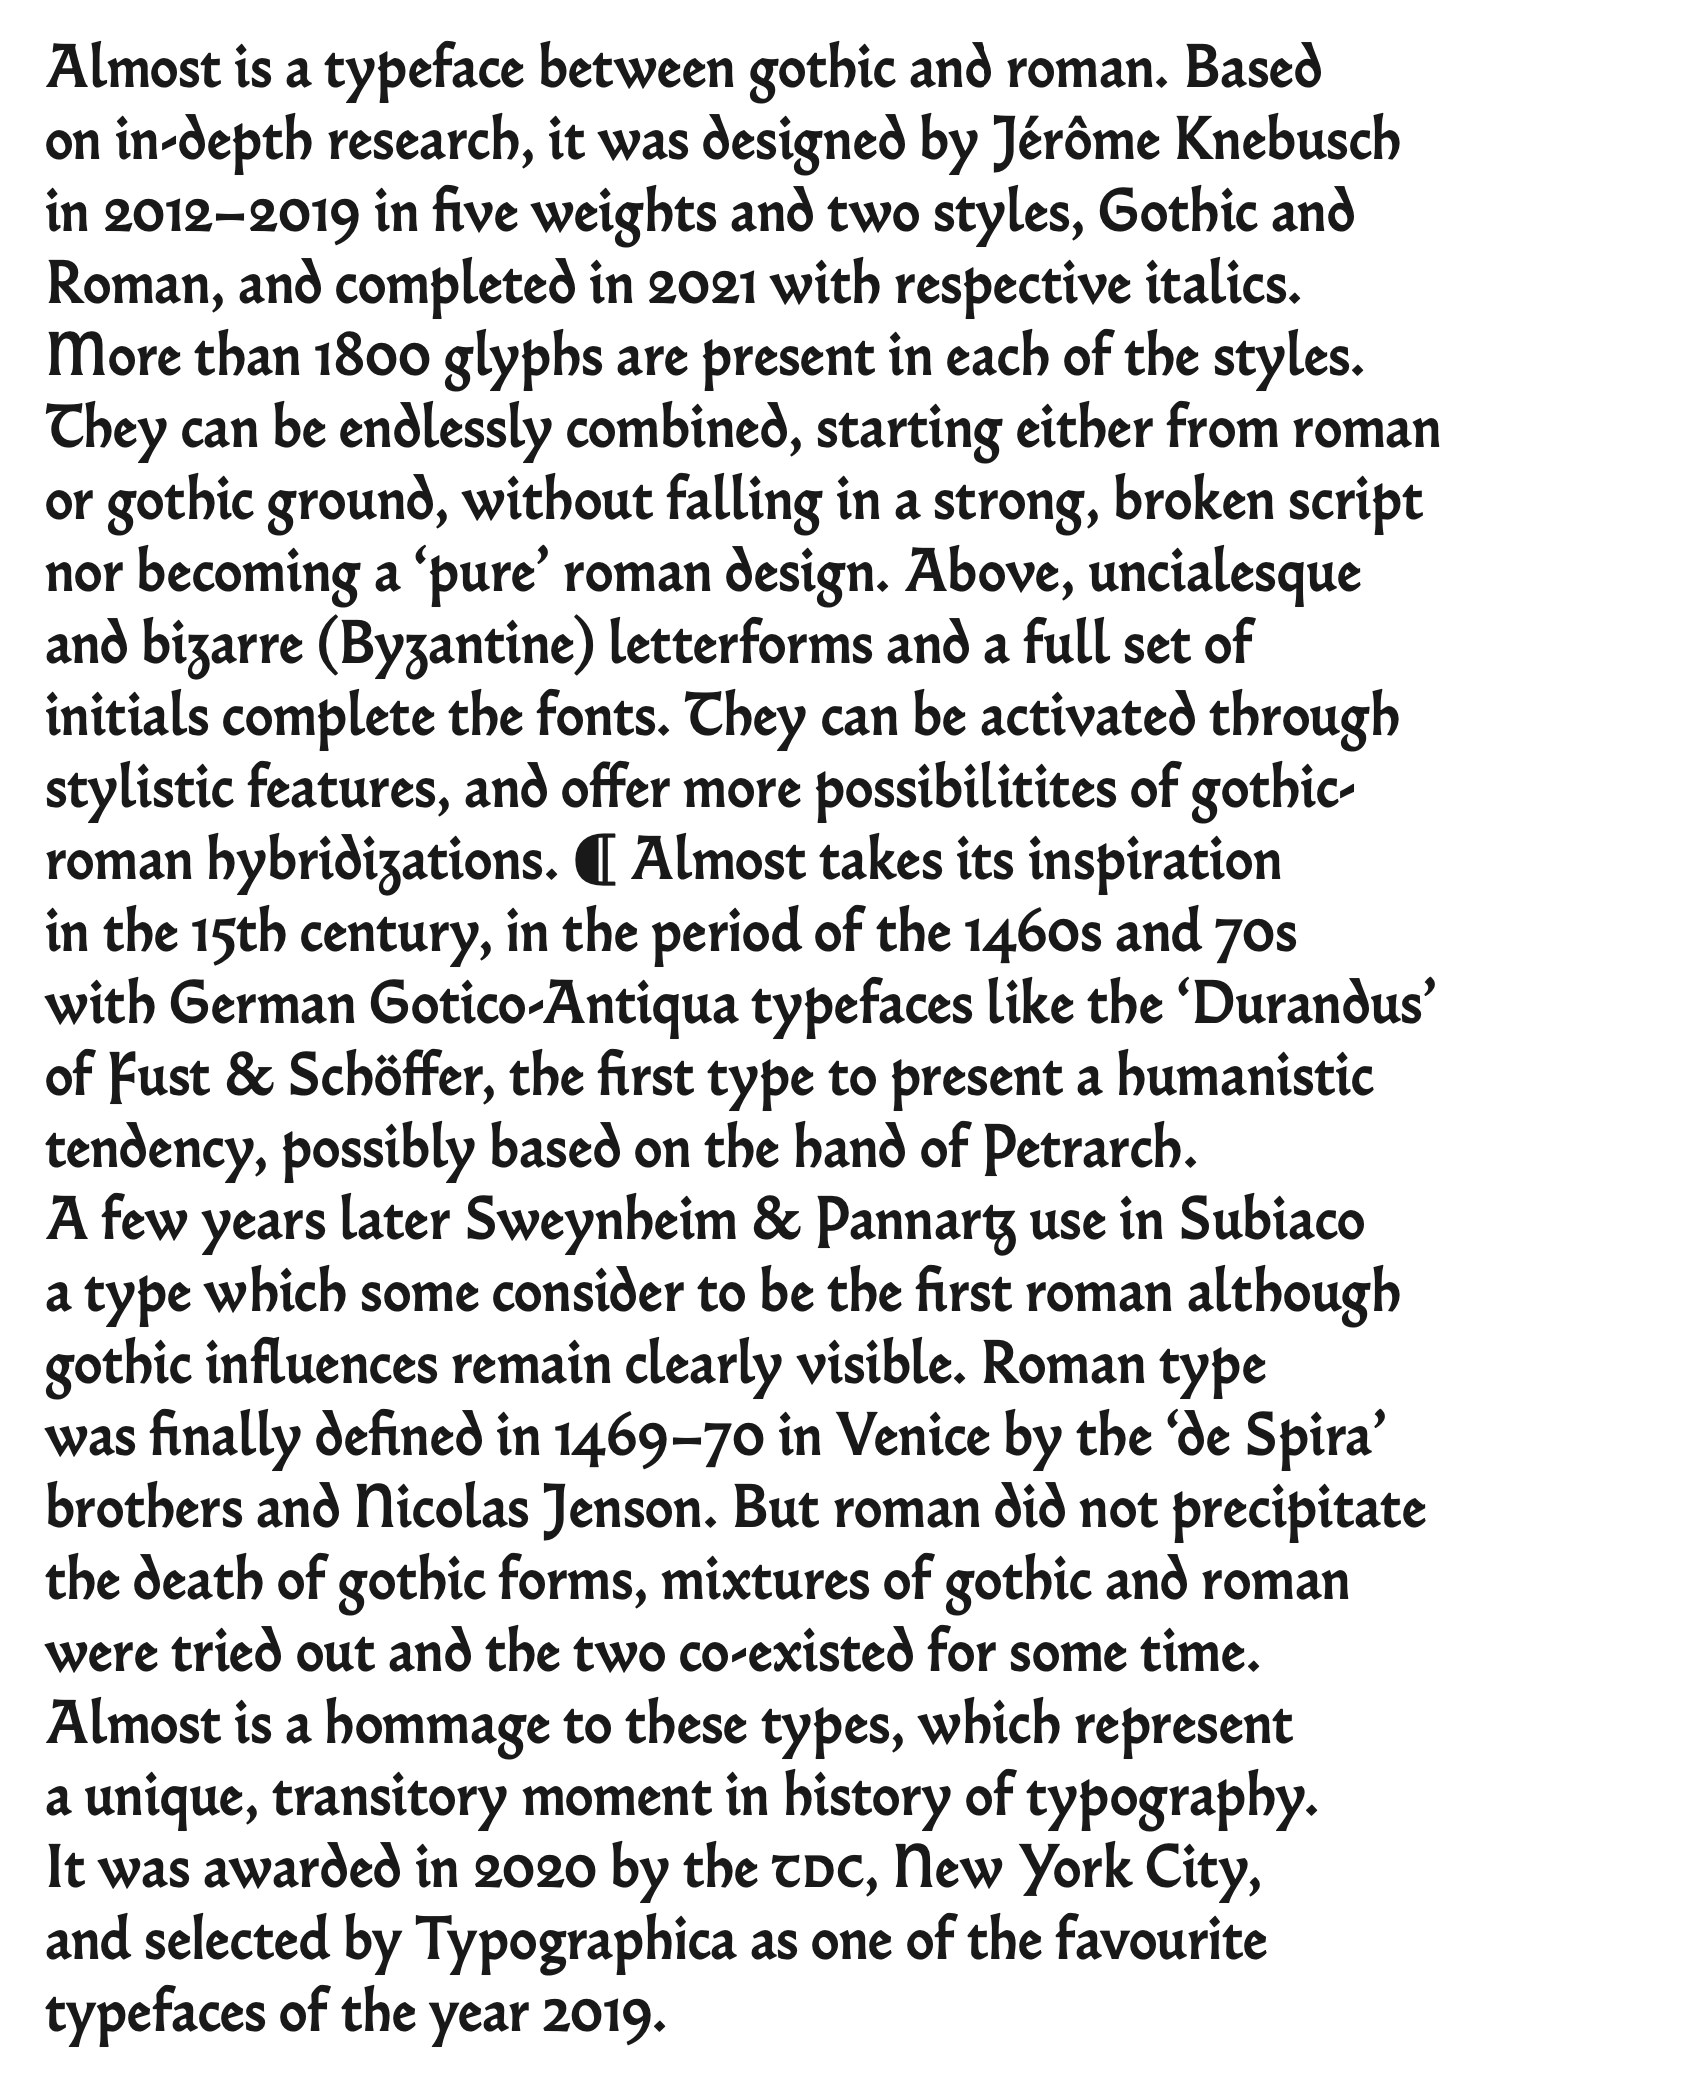 Almost is a typeface between gothic and roman. Based
on in-depth research, it was designed by Jérôme Knebusch
in 2012–2019 in five weights and two styles, Gothic and
Roman, and completed in 2021 with respective italics.
More than 1800 glyphs are present in each of the styles.
They can be endlessly combined, starting either from roman
or gothic ground, without falling in a strong, broken script
nor becoming a ‘pure’ roman design. Above, uncialesque
and bizarre (Byzantine) letterforms and a full set of
initials complete the fonts. They can be activated through
stylistic features, and offer more possibilitites of gothic-
roman hybridizations. ¶ Almost takes its inspiration
in the 15th century, in the period of the 1460s and 70s
with German Gotico-Antiqua typefaces like the ‘Durandus’
of Fust & Schöffer, the first type to present a humanistic
tendency, possibly based on the hand of Petrarch.
A few years later Sweynheim & Pannartz use in Subiaco
a type which some consider to be the first roman although
gothic influences remain clearly visible. Roman type
was finally defined in 1469–70 in Venice by the ‘de Spira’
brothers and Nicolas Jenson. But roman did not precipitate
the death of gothic forms, mixtures of gothic and roman
were tried out and the two co-existed for some time.
Almost is a hommage to these types, which represent
a unique, transitory moment in history of typography.
It was awarded in 2020 by the TDC, New York City,
and selected by Typographica as one of the favourite
typefaces of the year 2019.